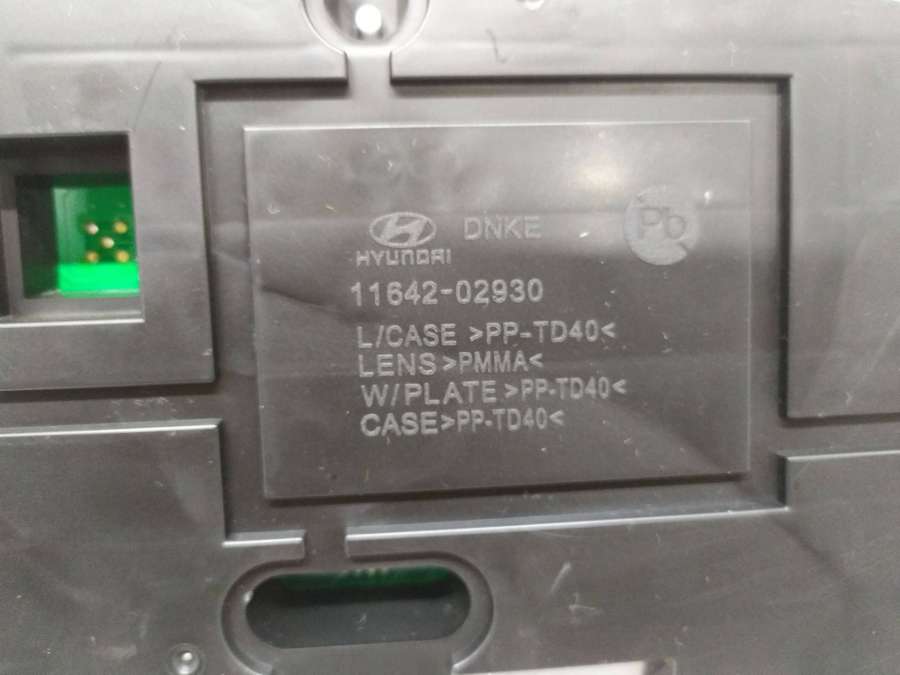 DNKE
Pb
HYUNDAI
11642-02930
L/CASE >PP-TD40<
LENS>PMMA<
W/PLATE>PP-TD40<
CASE>PP-TD40<